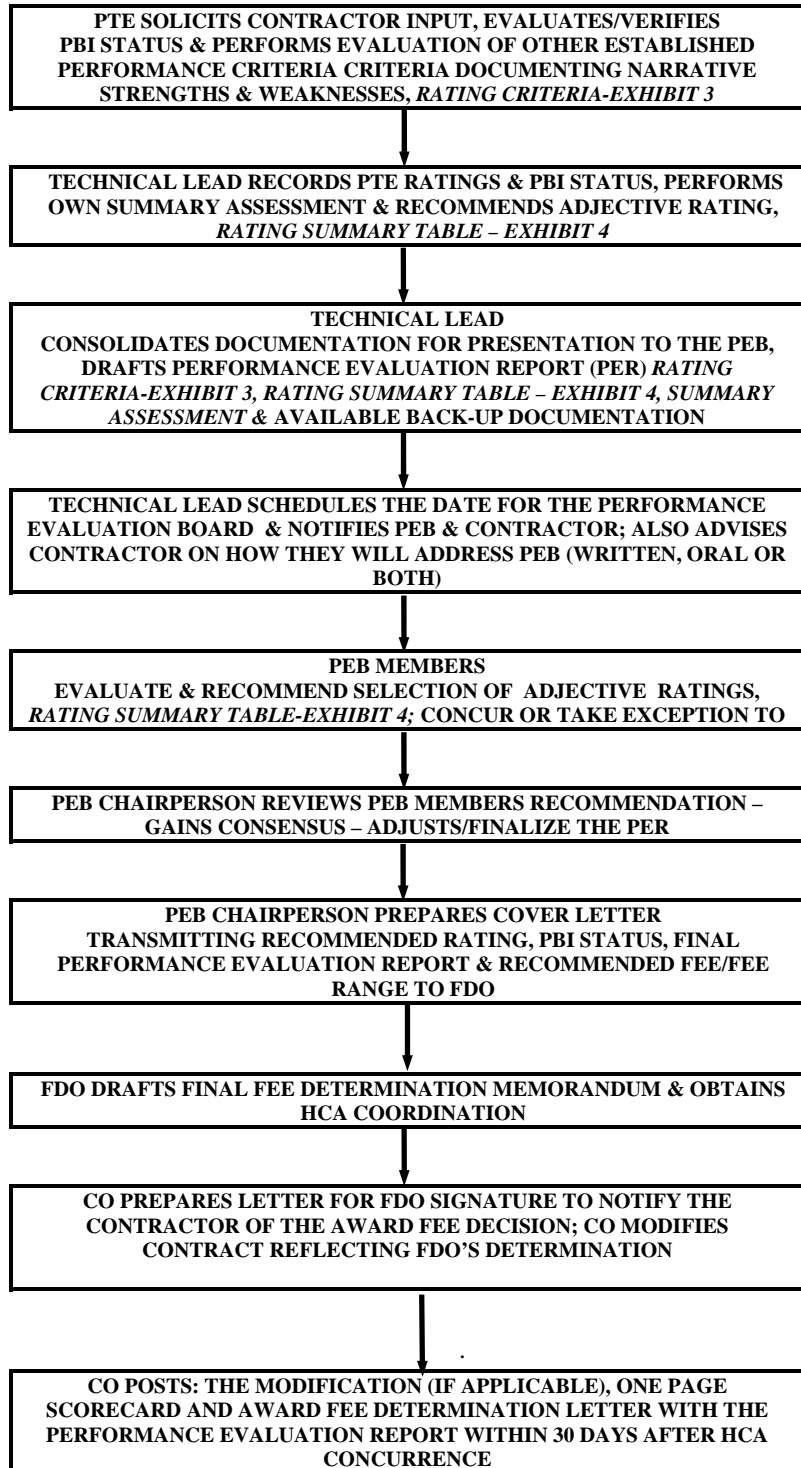 PTE SOLICITS CONTRACTOR INPUT, EVALUATES/VERIFIES
PBI STATUS & PERFORMS EVALUATION OF OTHER ESTABLISHED
PERFORMANCE CRITERIA CRITERIA DOCUMENTING NARRATIVE
STRENGTHS & WEAKNESSES, RATING CRITERIA-EXHIBIT 3
TECHNICAL LEAD RECORDS PTE RATINGS & PBI STATUS, PERFORMS
OWN SUMMARY ASSESSMENT & RECOMMENDS ADJECTIVE RATING,
RATING SUMMARY TABLE – EXHIBIT 4
TECHNICAL LEAD
CONSOLIDATES DOCUMENTATION FOR PRESENTATION TO THE PEB,
DRAFTS PERFORMANCE EVALUATION REPORT (PER) RATING
CRITERIA-EXHIBIT 3, RATING SUMMARY TABLE – EXHIBIT 4, SUMMARY
ASSESSMENT & AVAILABLE BACK-UP DOCUMENTATION
TECHNICAL LEAD SCHEDULES THE DATE FOR THE PERFORMANCE
EVALUATION BOARD & NOTIFIES PEB & CONTRACTOR; ALSO ADVISES
CONTRACTOR ON HOW THEY WILL ADDRESS PEB (WRITTEN, ORAL OR
BOTH)
PEB MEMBERS
EVALUATE & RECOMMEND SELECTION OF ADJECTIVE RATINGS,
RATING SUMMARY TABLE-EXHIBIT 4; CONCUR OR TAKE EXCEPTION TO
PEB CHAIRPERSON REVIEWS PEB MEMBERS RECOMMENDATION –
GAINS CONSENSUS – ADJUSTS/FINALIZE THE PER
PEB CHAIRPERSON PREPARES COVER LETTER
TRANSMITTING RECOMMENDED RATING, PBI STATUS, FINAL
PERFORMANCE EVALUATION REPORT & RECOMMENDED FEE/FEE
RANGE TO FDO
FDO DRAFTS FINAL FEE DETERMINATION MEMORANDUM & OBTAINS
HCA COORDINATION
CO PREPARES LETTER FOR FDO SIGNATURE TO NOTIFY THE
CONTRACTOR OF THE AWARD FEE DECISION; CO MODIFIES
CONTRACT REFLECTING FDO’S DETERMINATION
.
CO POSTS: THE MODIFICATION (IF APPLICABLE), ONE PAGE
SCORECARD AND AWARD FEE DETERMINATION LETTER WITH THE
PERFORMANCE EVALUATION REPORT WITHIN 30 DAYS AFTER HCA
CONCURRENCE